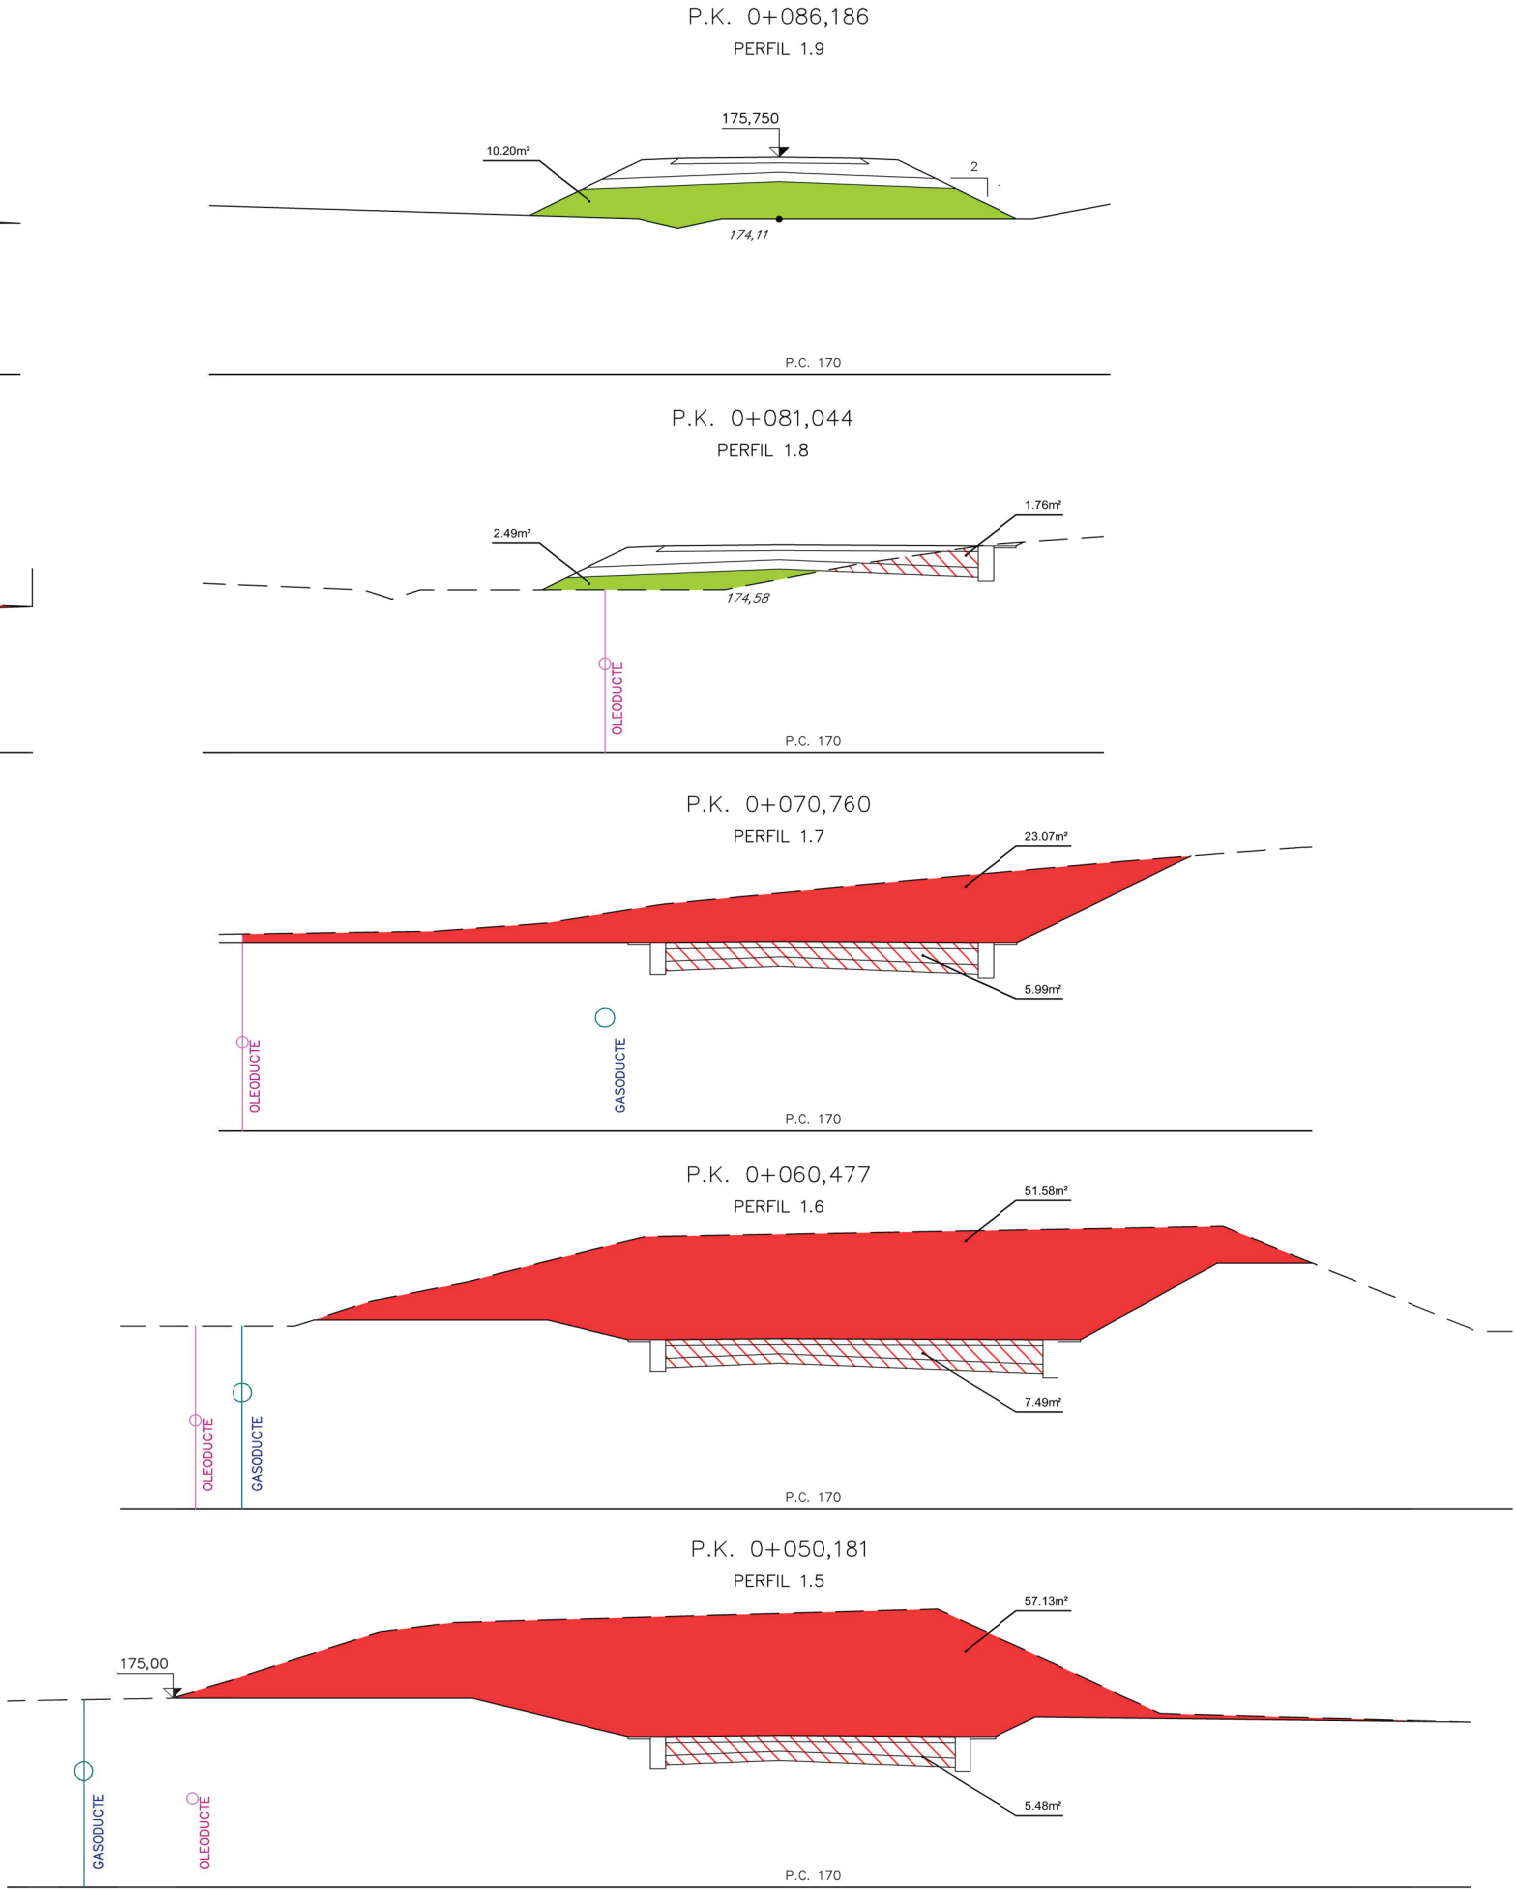 P.K. 0+086,186
PERFIL 1.9
175,750
10.20m²
2
174,11
P.C. 170
P.K. 0+081,044
PERFIL 1.8
1.76m²
2.49m²
174,58
OLEODUCTE
P.C. 170
P.K. 0+070,760
PERFIL 1.7
23.07m²
5.99m²
OLEODUCTE
GASODUCTE
P.C. 170
P.K. 0+060,477
PERFIL 1.6
51.58m²
7.49m²
OLEODUCTE
GASODUCTE
P.C. 170
P.K. 0+050,181
PERFIL 1.5
57.13m²
175,00
5.48m²
GASODUCTE
OLEODUCTE
P.C. 170